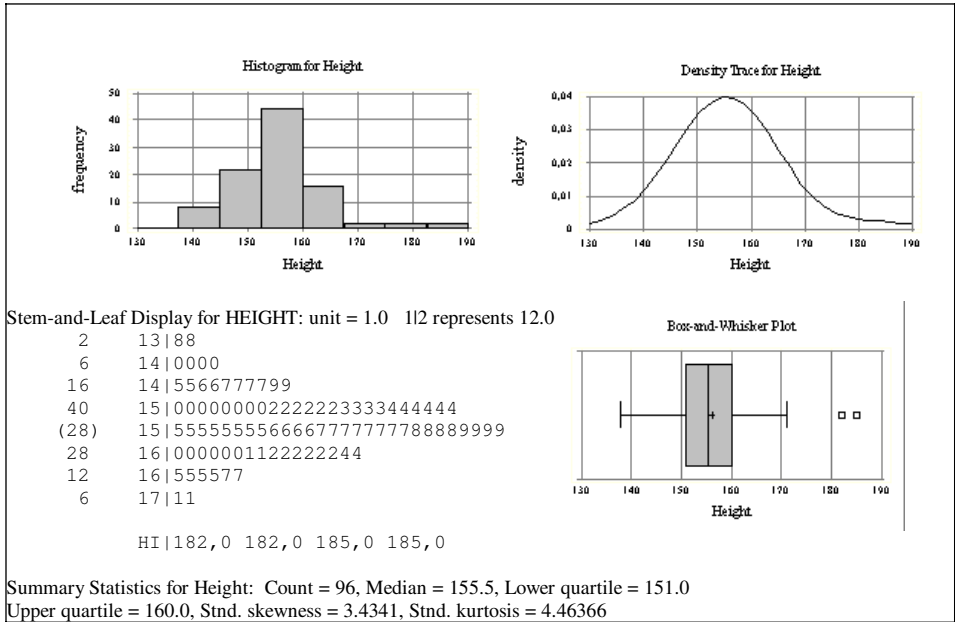 Histogram for Height
50
40
30
20
10
0
frequency
130 140 150 160 170 180 190
Height
Density Trace for Height
0,04
0,03
0,02
0,01
0
density
130 140 150 160 170 180 190
Height
Stem-and-Leaf Display for HEIGHT: unit = 1.0 1|2 represents 12.0
2 13|88
6 14|0000
16 14|5566777799
40 15|000000002222223333444444
(28) 15|5555555566667777777788889999
28 16|0000001122222244
12 16|555577
6 17|11
HI|182,0 182,0 185,0 185,0
Box-and-Whisker Plot
130 140 150 160 170 180 190
Height
Summary Statistics for Height: Count = 96, Median = 155.5, Lower quartile = 151.0
Upper quartile = 160.0, Stnd. skewness = 3.4341, Stnd. kurtosis = 4.46366